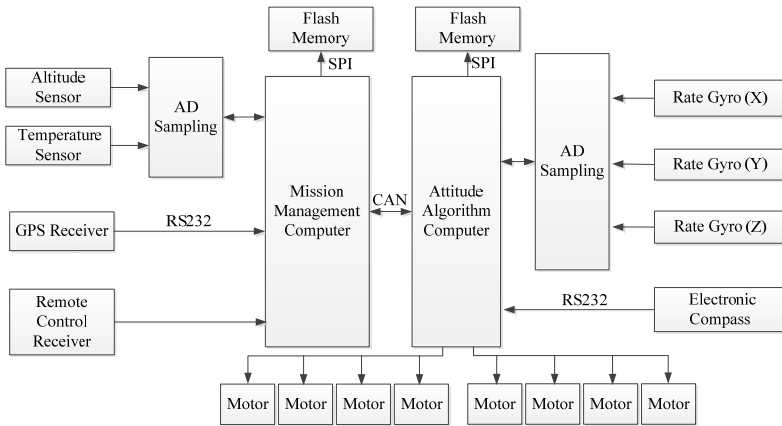 Flash
Memory
Flash
Memory
SPI
SPI
Altitude
Sensor
Temperature
Sensor
AD
Sampling
GPS Receiver
RS232
Remote
Control
Receiver
Mission
Management
Computer
CAN
Attitude
Algorithm
Computer
AD
Sampling
Rate Gyro (X)
Rate Gyro (Y)
Rate Gyro (Z)
RS232
Electronic
Compass
Motor
Motor
Motor
Motor
Motor
Motor
Motor
Motor